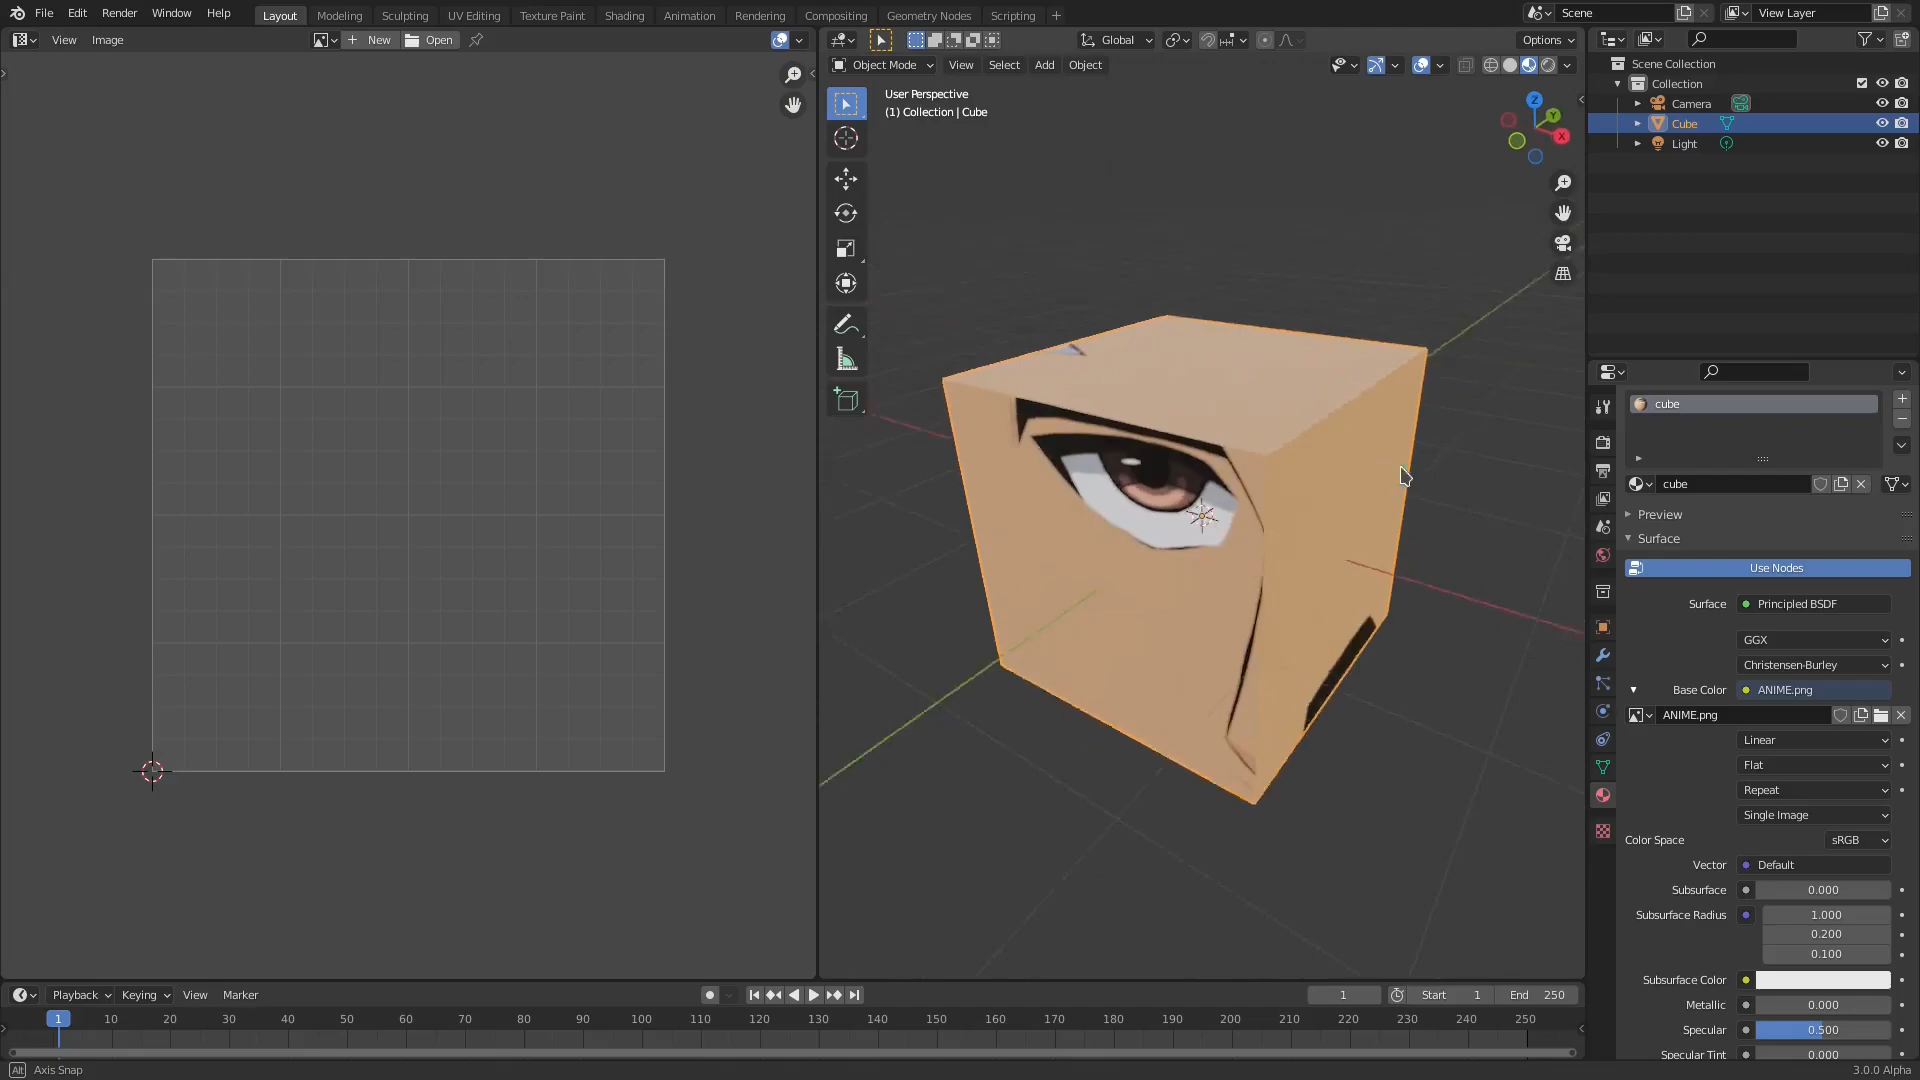 File Edit Render Window Help Layout Modeling Sculpting UV Editing Texture Paint Shading Animation Rendering Compositing Geometry Nodes Scripting + Scene View Layer
View Image + New Open Global Options
Object Mode View Select Add Object
User Perspective
(1) Collection | Cube
Z
Y
X
Scene Collection
Collection
Camera
Cube
Light
cube
cube
Preview
Surface
Use Nodes
Surface Principled BSDF
GGX
Christensen-Burley
Base Color ANIME.png
ANIME.png
Linear
Flat
Repeat
Single Image
Color Space sRGB
Vector Default
Subsurface 0.000
Subsurface Radius 1.000
0.200
0.100
Subsurface Color
Metallic 0.000
Specular 0.500
Specular Tint 0.000
Playback Keying View Marker 1 Start 1 End 250
1 10 20 30 40 50 60 70 80 90 100 110 120 130 140 150 160 170 180 190 200 210 220 230 240 250
Alt Axis Snap 3.0.0 Alpha